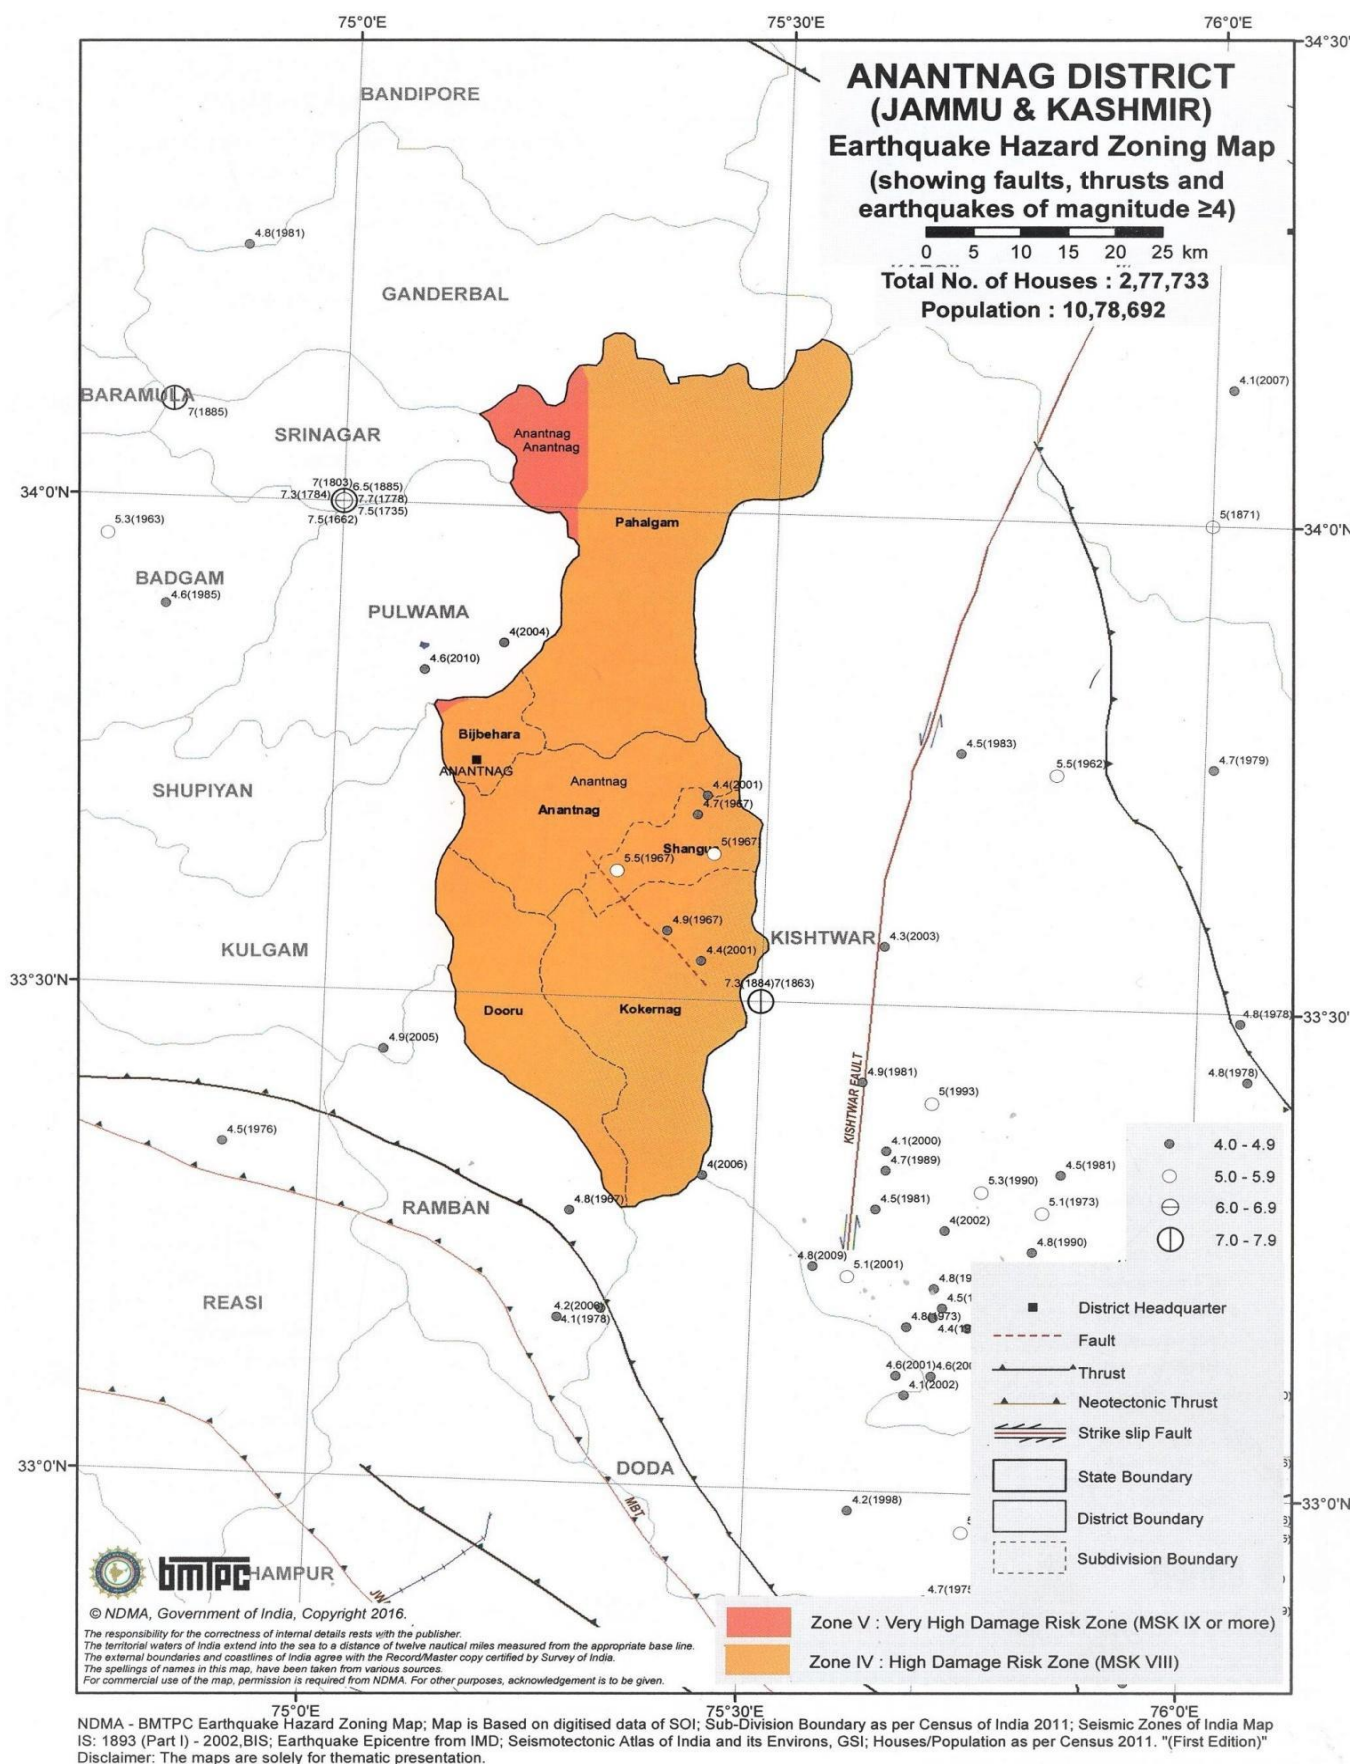 75°0'E
75°30'E
76°0'E
34°30'
ANANTNAG DISTRICT
(JAMMU & KASHMIR)
Earthquake Hazard Zoning Map
(showing faults, thrusts and
earthquakes of magnitude ≥4)
0 5 10 15 20 25 km
Total No. of Houses : 2,77,733
Population : 10,78,692
BANDIPORE
4.8(1981)
GANDERBAL
BARAMULA
7(1885)
4.1(2007)
SRINAGAR
Anantnag
Anantnag
34°0'N
7(1803)
6.5(1885)
7.3(1784)
7.7(1778)
7.5(1735)
7.5(1662)
5.3(1963)
Pahalgam
5(1871)
34°0'N
BADGAM
4.6(1985)
PULWAMA
4(2004)
4.6(2010)
Bijbehara
ANANTNAG
4.5(1983)
5.5(1962)
4.7(1979)
SHUPIYAN
Anantnag
4.4(2001)
Anantnag
4.7(1967)
5(1967)
5.5(1967)
4.9(1967)
KULGAM
KISHTWAR
4.3(2003)
4.4(2001)
33°30'N
7.3(1884)7(1863)
Dooru
Kokernag
33°30'N
4.8(1978)
4.9(2005)
KISHTWAR FAULT
4.9(1981)
4.8(1978)
5(1993)
4.5(1976)
4.1(2000)
4.7(1989)
4(2006)
4.5(1981)
5.3(1990)
4.8(1967)
4.5(1981)
5.1(1973)
RAMBAN
4(2002)
4.8(1990)
4.8(2009)
5.1(2001)
REASI
4.1(1978)
4.8(1973)
4.6(2001)
4.1(2002)
4.0 - 4.9
5.0 - 5.9
6.0 - 6.9
7.0 - 7.9
District Headquarter
Fault
Thrust
Neotectonic Thrust
Strike slip Fault
State Boundary
District Boundary
Subdivision Boundary
33°0'N
DODA
MBT
4.2(1998)
33°0'N
bmTPC
HAMPUR
© NDMA, Government of India, Copyright 2016.
The responsibility for the correctness of internal details rests with the publisher.
The territorial waters of India extend into the sea to a distance of twelve nautical miles measured from the appropriate base line.
The external boundaries and coastlines of India agree with the Record/Master copy certified by Survey of India.
The spellings of names in this map, have been taken from various sources.
For commercial use of the map, permission is required from NDMA. For other purposes, acknowledgement is to be given.
Zone V : Very High Damage Risk Zone (MSK IX or more)
Zone IV : High Damage Risk Zone (MSK VIII)
75°0'E
75°30'E
76°0'E
NDMA - BMTPC Earthquake Hazard Zoning Map; Map is Based on digitised data of SOI; Sub-Division Boundary as per Census of India 2011; Seismic Zones of India Map
IS: 1893 (Part I) - 2002,BIS; Earthquake Epicentre from IMD; Seismotectonic Atlas of India and its Environs, GSI; Houses/Population as per Census 2011. "(First Edition)"
Disclaimer: The maps are solely for thematic presentation.